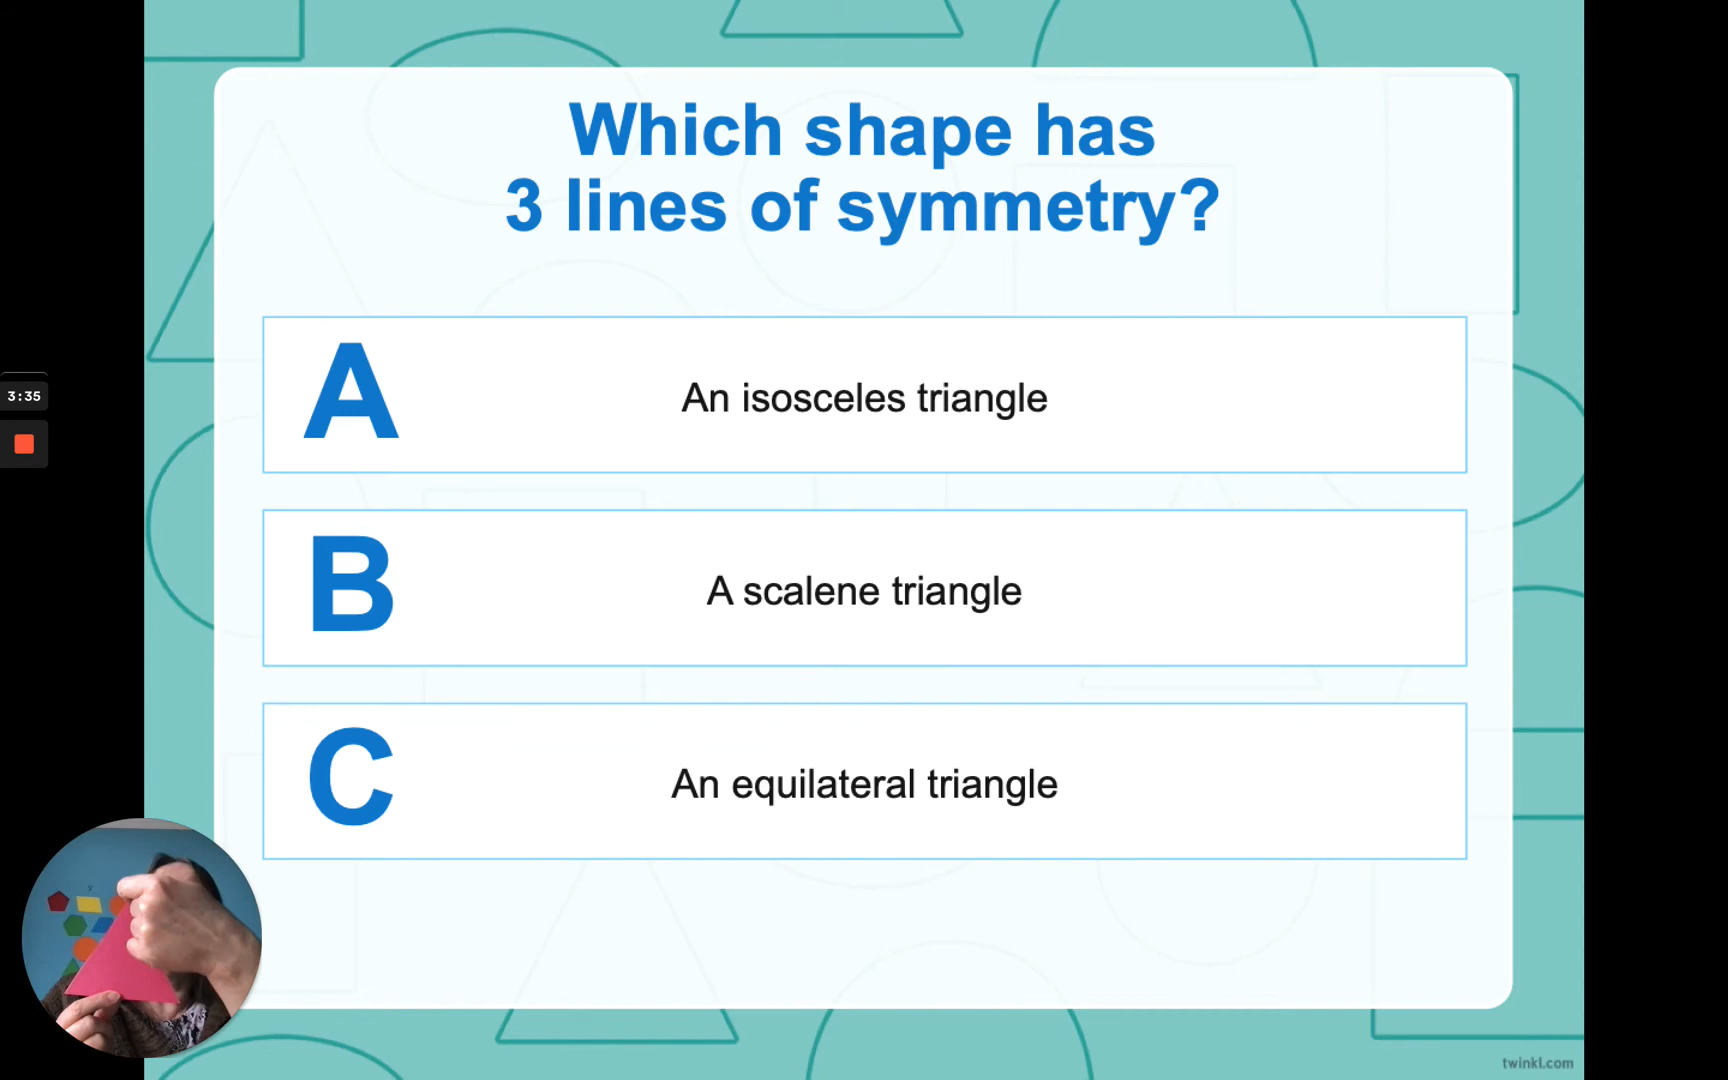 Which shape has
3 lines of symmetry?
A
An isosceles triangle
3:35
B
A scalene triangle
C
An equilateral triangle
twinkl.com